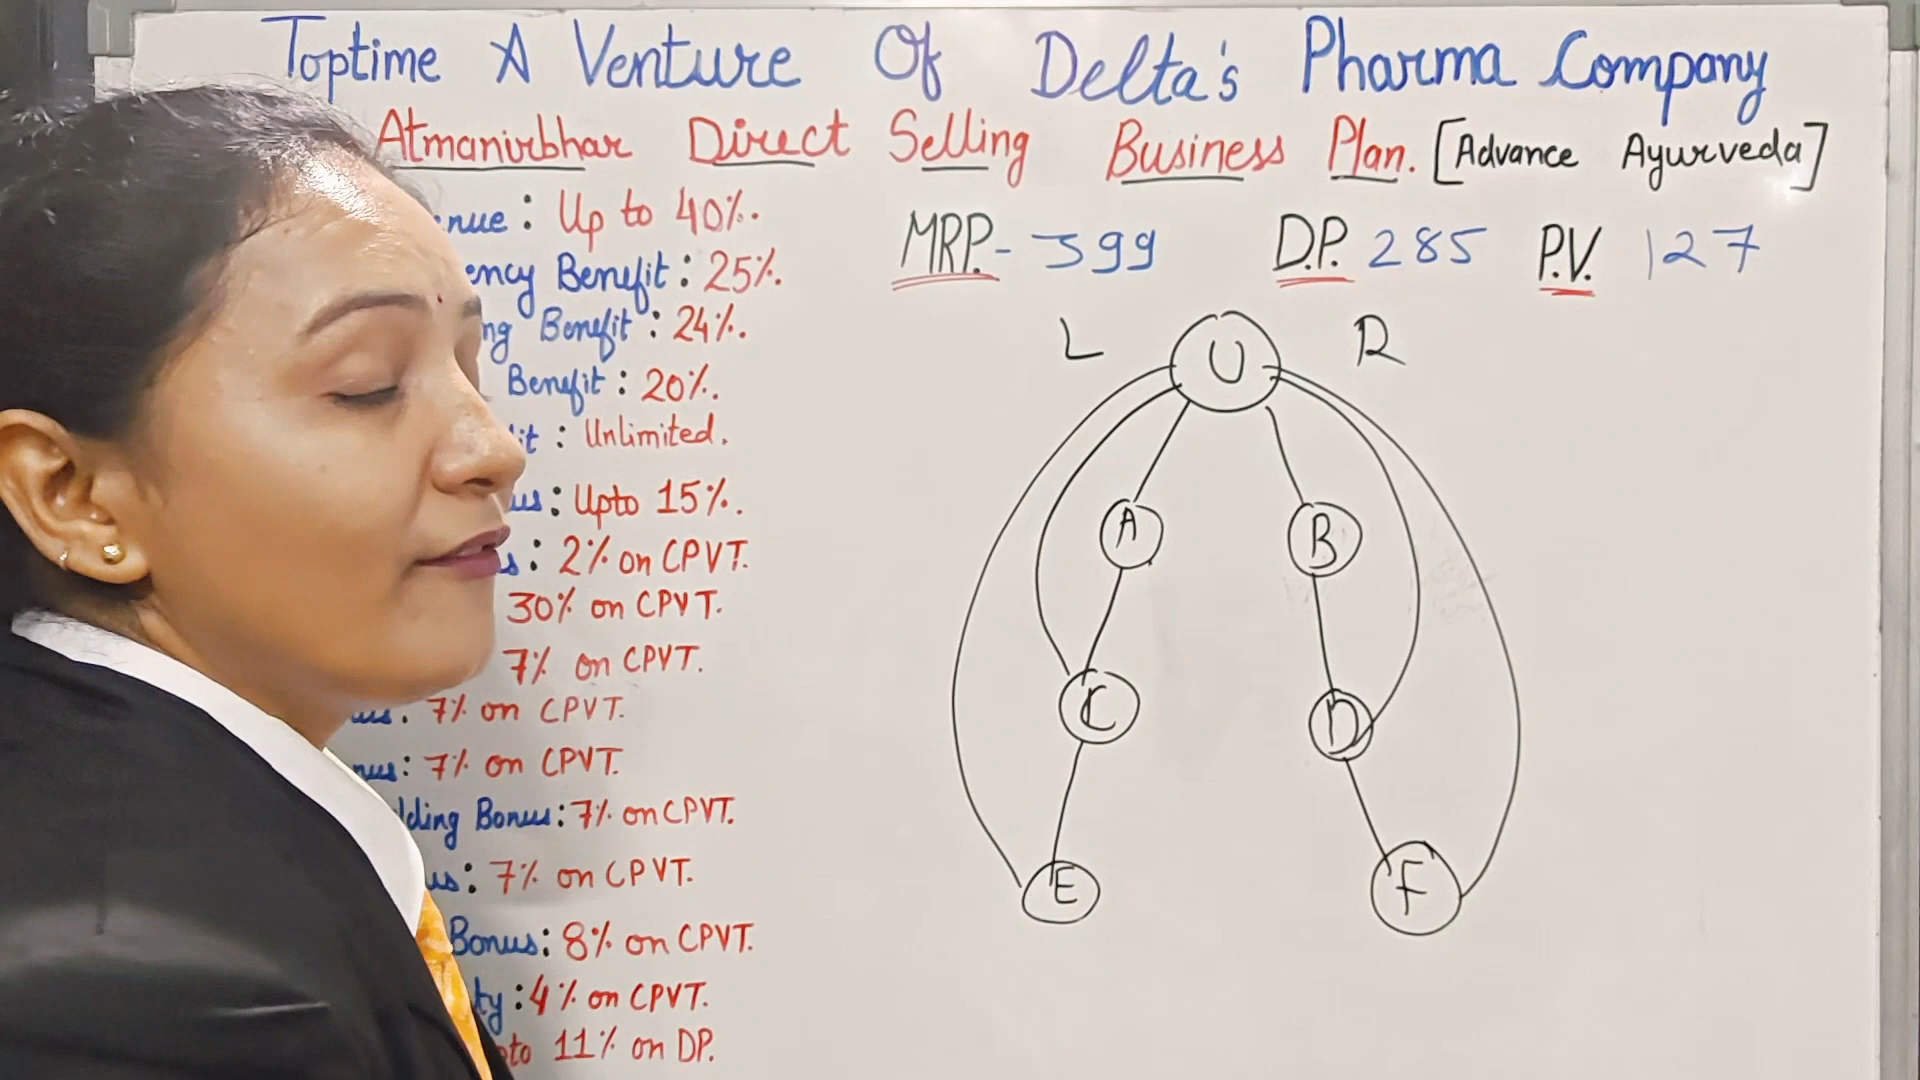 Toptime A Venture Of Delta's Pharma Company
Atmanirbhar Direct Selling Business Plan. [Advance Ayurveda]
nue : Up to 40%.
MRP.- 399 D.P. 285 P.V. 127
ency Benefit : 25%.
ng Benefit : 24%.
Benefit : 20%.
it : Unlimited.
us : Upto 15%.
s : 2% on CPVT.
30% on CPVT.
7% on CPVT.
us: 7% on CPVT.
nus: 7% on CPVT.
lding Bonus: 7% on CPVT.
us: 7% on CPVT.
Bonus: 8% on CPVT.
ty : 4% on CPVT.
pto 11% on DP.
L U R
A B
C D
E F